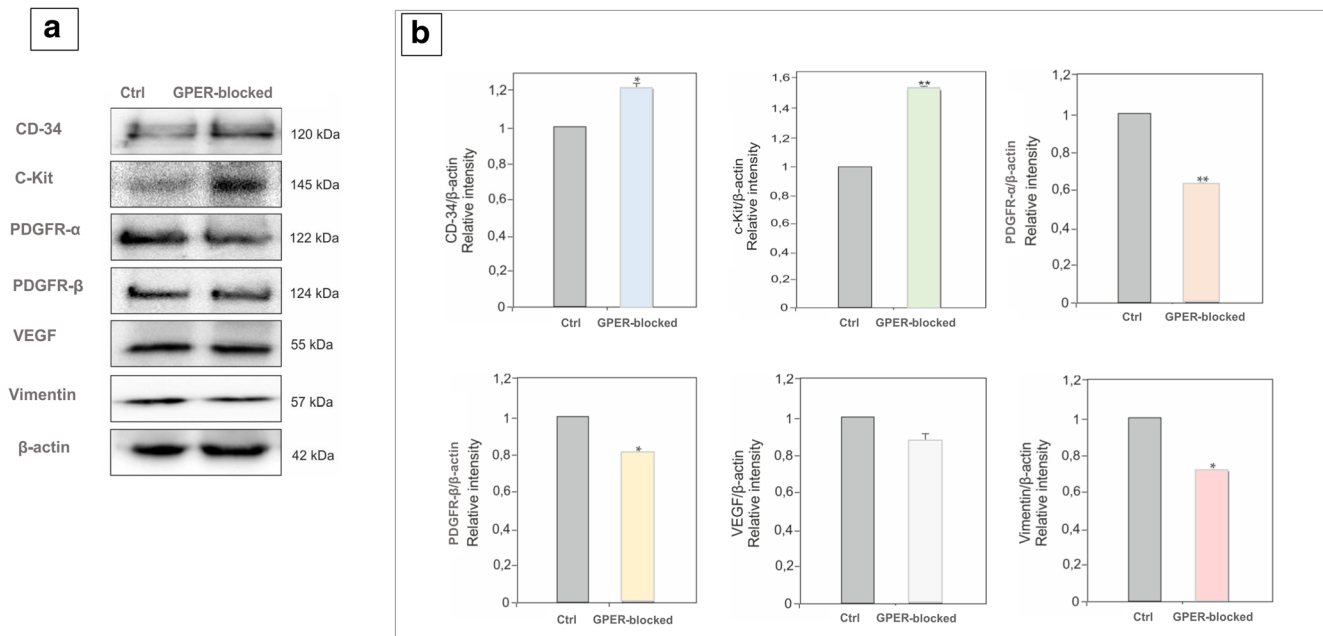 a
Ctrl GPER-blocked
CD-34 120 kDa
C-Kit 145 kDa
PDGFR-α 122 kDa
PDGFR-β 124 kDa
VEGF 55 kDa
Vimentin 57 kDa
β-actin 42 kDa
b
CD-34/β-actin
Relative intensity
1,2
1
0,8
0,6
0,4
1,2
0
*
Ctrl GPER-blocked
c-Kit/β-actin
Relative intensity
1,6
1,4
1,2
1
0,8
0,6
0,4
0,2
0
**
Ctrl GPER-blocked
PDGFR-α/β-actin
Relative intensity
1,2
1
0,8
0,6
0,4
0,2
0
**
Ctrl GPER-blocked
PDGFR-β/β-actin
Relative intensity
1,2
1
0,8
0,6
0,4
0,2
0
*
Ctrl GPER-blocked
VEGF/β-actin
Relative intensity
1,2
1
0,8
0,6
0,4
0,2
0
Ctrl GPER-blocked
Vimentin/β-actin
Relative intensity
1,2
1
0,8
0,6
0,4
0,2
0
*
Ctrl GPER-blocked